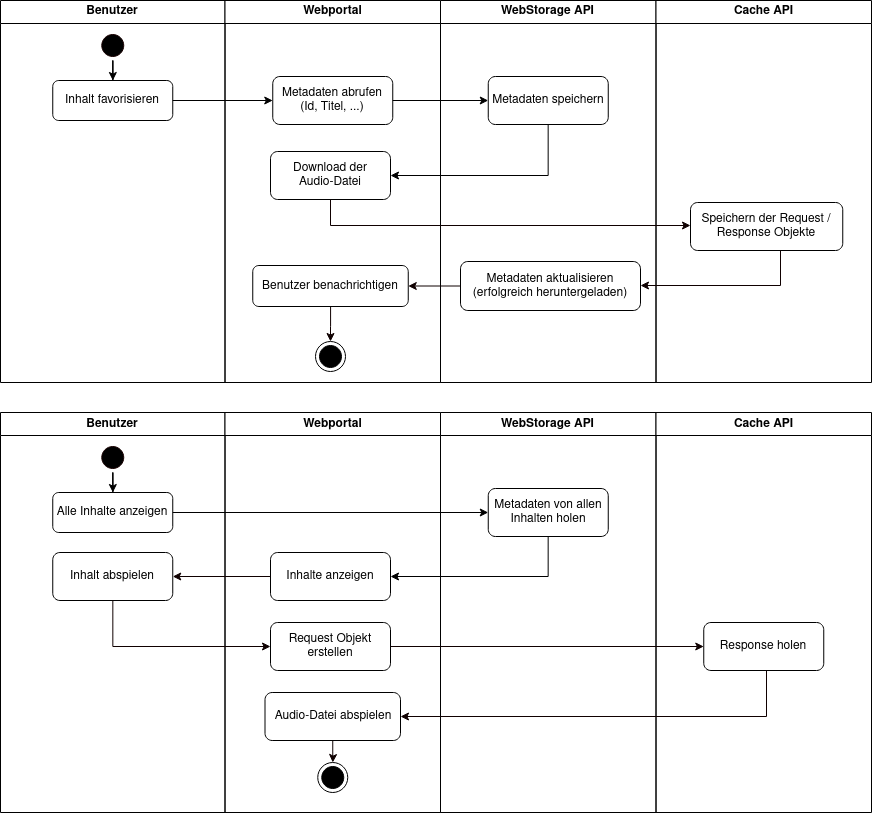 Benutzer
Webportal
WebStorage API
Cache API
Inhalt favorisieren
Metadaten abrufen
(Id, Titel, ...)
Metadaten speichern
Download der
Audio-Datei
Speichern der Request /
Response Objekte
Metadaten aktualisieren
(erfolgreich heruntergeladen)
Benutzer benachrichtigen
Benutzer
Webportal
WebStorage API
Cache API
Alle Inhalte anzeigen
Metadaten von allen
Inhalten holen
Inhalte anzeigen
Inhalt abspielen
Request Objekt
erstellen
Response holen
Audio-Datei abspielen